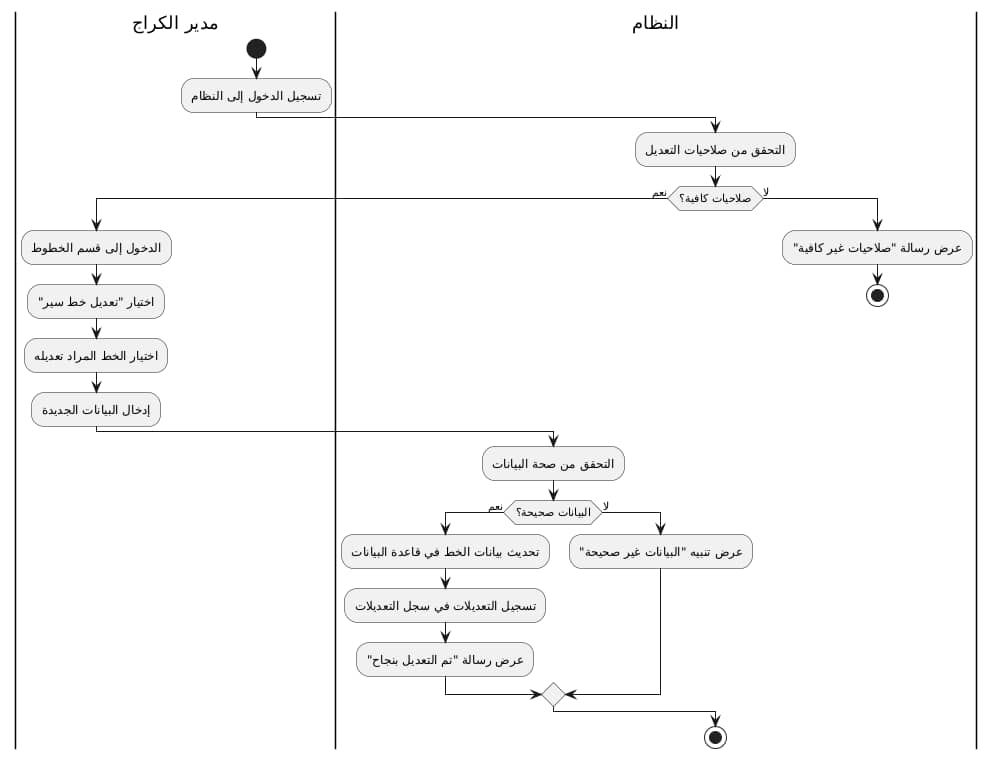 مدير الكراج
النظام
تسجيل الدخول إلى النظام
التحقق من صلاحيات التعديل
صلاحيات كافية؟
نعم
لا
الدخول إلى قسم الخطوط
عرض رسالة "صلاحيات غير كافية"
اختيار "تعديل خط سير"
اختيار الخط المراد تعديله
إدخال البيانات الجديدة
التحقق من صحة البيانات
البيانات صحيحة؟
نعم
لا
تحديث بيانات الخط في قاعدة البيانات
عرض تنبيه "البيانات غير صحيحة"
تسجيل التعديلات في سجل التعديلات
عرض رسالة "تم التعديل بنجاح"